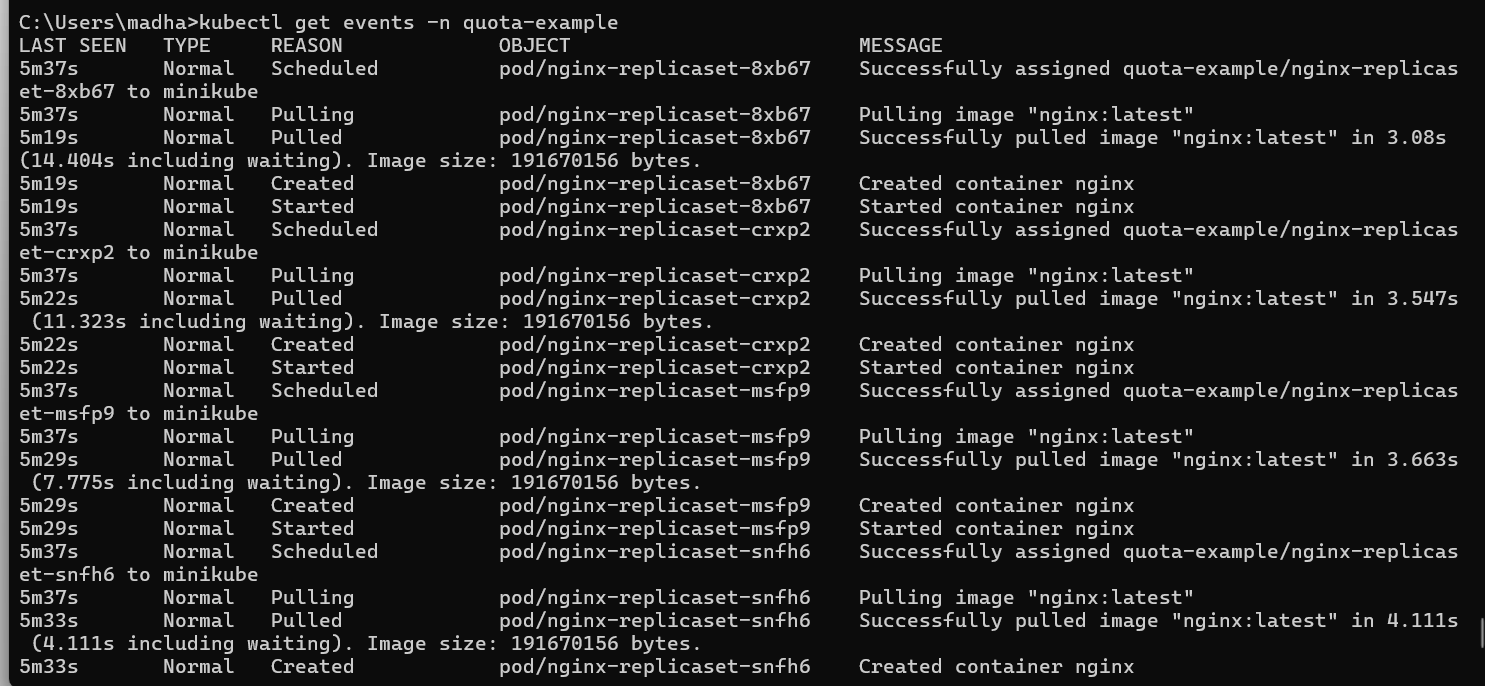 C:\Users\madha>kubectl get events -n quota-example
LAST SEEN   TYPE     REASON             OBJECT                        MESSAGE
5m37s       Normal   Scheduled          pod/nginx-replicaset-8xb67    Successfully assigned quota-example/nginx-replicas
et-8xb67 to minikube
5m37s       Normal   Pulling            pod/nginx-replicaset-8xb67    Pulling image "nginx:latest"
5m19s       Normal   Pulled             pod/nginx-replicaset-8xb67    Successfully pulled image "nginx:latest" in 3.08s
(14.404s including waiting). Image size: 191670156 bytes.
5m19s       Normal   Created            pod/nginx-replicaset-8xb67    Created container nginx
5m19s       Normal   Started            pod/nginx-replicaset-8xb67    Started container nginx
5m37s       Normal   Scheduled          pod/nginx-replicaset-crxp2    Successfully assigned quota-example/nginx-replicas
et-crxp2 to minikube
5m37s       Normal   Pulling            pod/nginx-replicaset-crxp2    Pulling image "nginx:latest"
5m22s       Normal   Pulled             pod/nginx-replicaset-crxp2    Successfully pulled image "nginx:latest" in 3.547s
 (11.323s including waiting). Image size: 191670156 bytes.
5m22s       Normal   Created            pod/nginx-replicaset-crxp2    Created container nginx
5m22s       Normal   Started            pod/nginx-replicaset-crxp2    Started container nginx
5m37s       Normal   Scheduled          pod/nginx-replicaset-msfp9    Successfully assigned quota-example/nginx-replicas
et-msfp9 to minikube
5m37s       Normal   Pulling            pod/nginx-replicaset-msfp9    Pulling image "nginx:latest"
5m29s       Normal   Pulled             pod/nginx-replicaset-msfp9    Successfully pulled image "nginx:latest" in 3.663s
 (7.775s including waiting). Image size: 191670156 bytes.
5m29s       Normal   Created            pod/nginx-replicaset-msfp9    Created container nginx
5m29s       Normal   Started            pod/nginx-replicaset-msfp9    Started container nginx
5m37s       Normal   Scheduled          pod/nginx-replicaset-snfh6    Successfully assigned quota-example/nginx-replicas
et-snfh6 to minikube
5m37s       Normal   Pulling            pod/nginx-replicaset-snfh6    Pulling image "nginx:latest"
5m33s       Normal   Pulled             pod/nginx-replicaset-snfh6    Successfully pulled image "nginx:latest" in 4.111s
 (4.111s including waiting). Image size: 191670156 bytes.
5m33s       Normal   Created            pod/nginx-replicaset-snfh6    Created container nginx